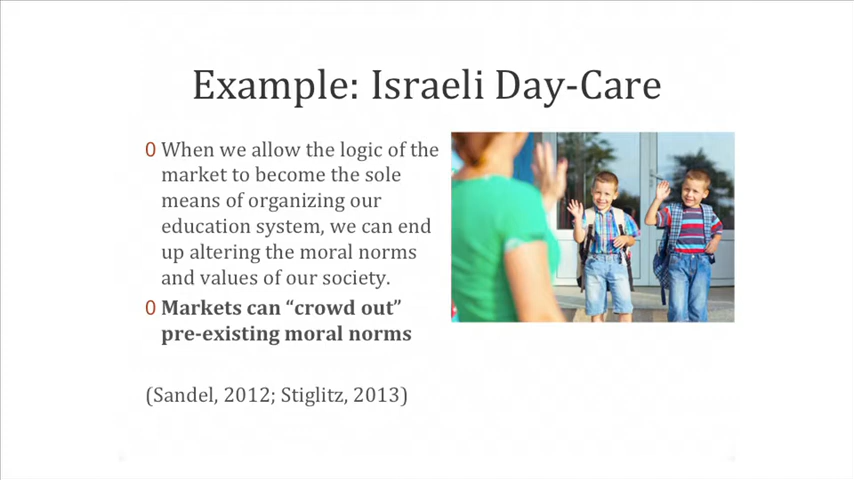 Example: Israeli Day-Care
0 When we allow the logic of the
market to become the sole
means of organizing our
education system, we can end
up altering the moral norms
and values of our society.
0 Markets can “crowd out”
pre-existing moral norms
(Sandel, 2012; Stiglitz, 2013)